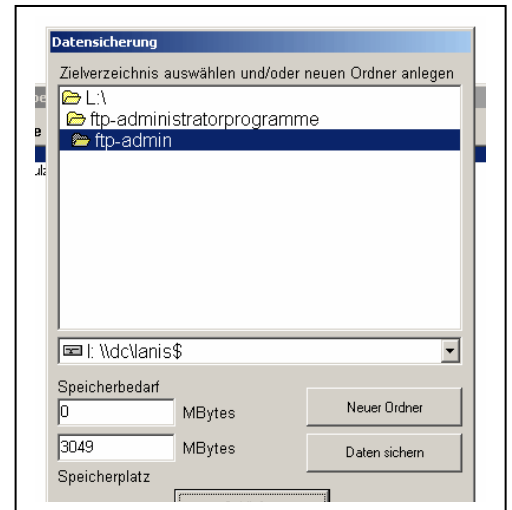 Datensicherung
Zielverzeichnis auswählen und/oder neuen Ordner anlegen
L:\
ftp-administratorprogramme
ftp-admin
l: \\dc\lanis$
Speicherbedarf
0 MBytes
Neuer Ordner
3049 MBytes
Daten sichern
Speicherplatz